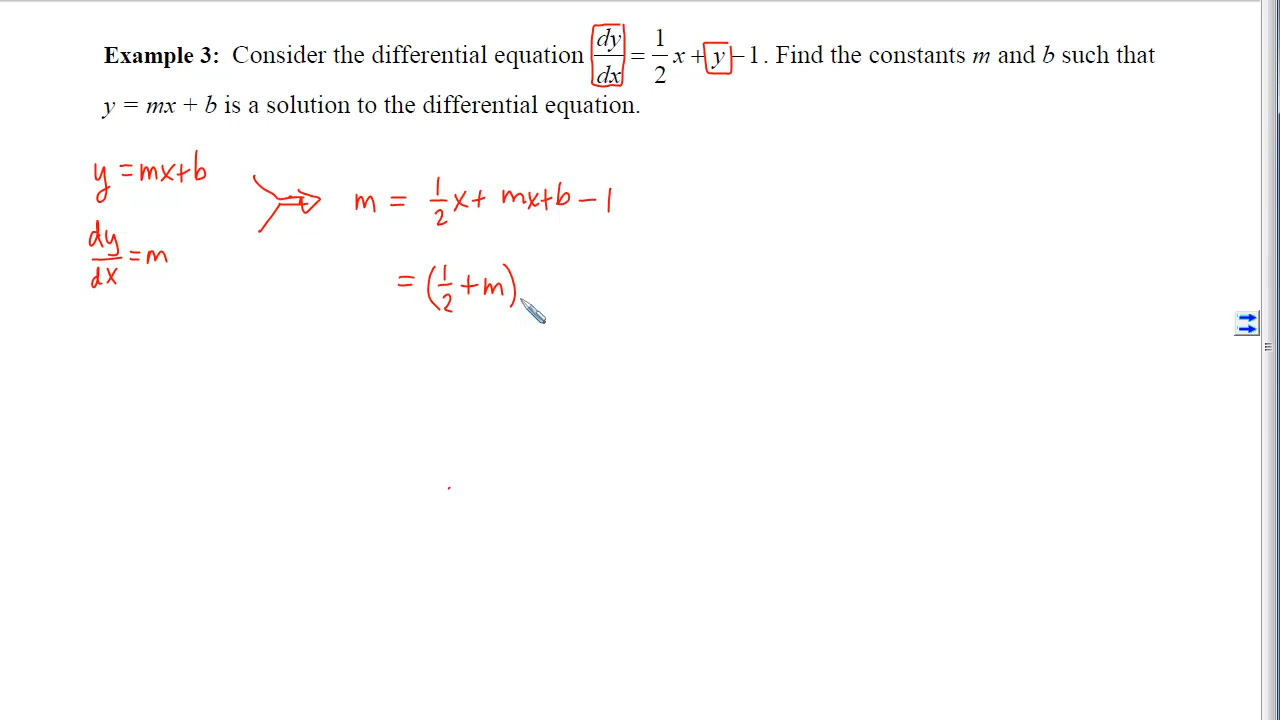 Example 3: Consider the differential equation dy/dx = 1/2 x + y − 1. Find the constants m and b such that
y = mx + b is a solution to the differential equation.
y = mx+b
dy/dx = m
m = 1/2 x + mx+b − 1
= (1/2 + m)